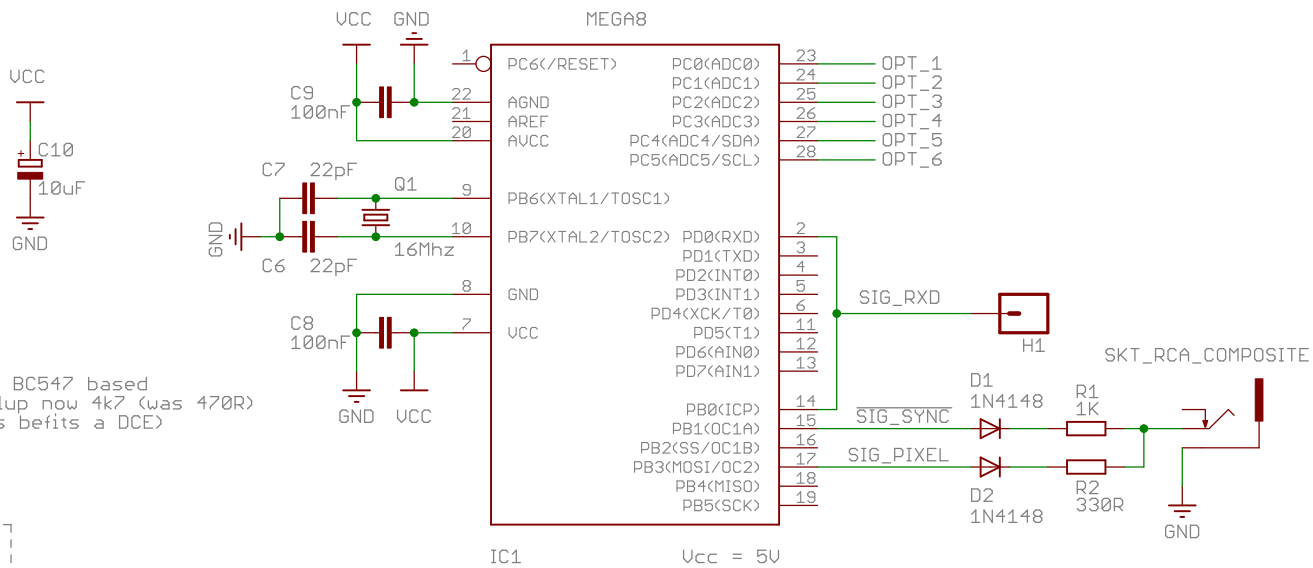 VCC GND MEGA8
1 PC6(/RESET) PC0(ADC0) 23 OPT_1
VCC PC1(ADC1) 24 OPT_2
C9 22 AGND PC2(ADC2) 25 OPT_3
100nF 21 AREF PC3(ADC3) 26 OPT_4
20 AVCC PC4(ADC4/SDA) 27 OPT_5
+ C10 PC5(ADC5/SCL) 28 OPT_6
10uF C7 22pF Q1
9 PB6(XTAL1/TOSC1)
GND GND 10 PB7(XTAL2/TOSC2) PD0(RXD) 2
16Mhz PD1(TXD) 3
C6 22pF PD2(INT0) 4
8 GND PD3(INT1) 5 SIG_RXD
PD4(XCK/T0) 6
C8 7 VCC PD5(T1) 11
100nF PD6(AIN0) 12 H1
PD7(AIN1) 13 SKT_RCA_COMPOSITE
BC547 based D1 R1
lup now 4k7 (was 470R) PB0(ICP) 14 1N4148 1K
s befits a DCE) GND VCC PB1(OC1A) 15 SIG_SYNC
PB2(SS/OC1B) 16
PB3(MOSI/OC2) 17 SIG_PIXEL
PB4(MISO) 18
PB5(SCK) 19 D2 R2
1N4148 330R
GND
IC1 Vcc = 5V